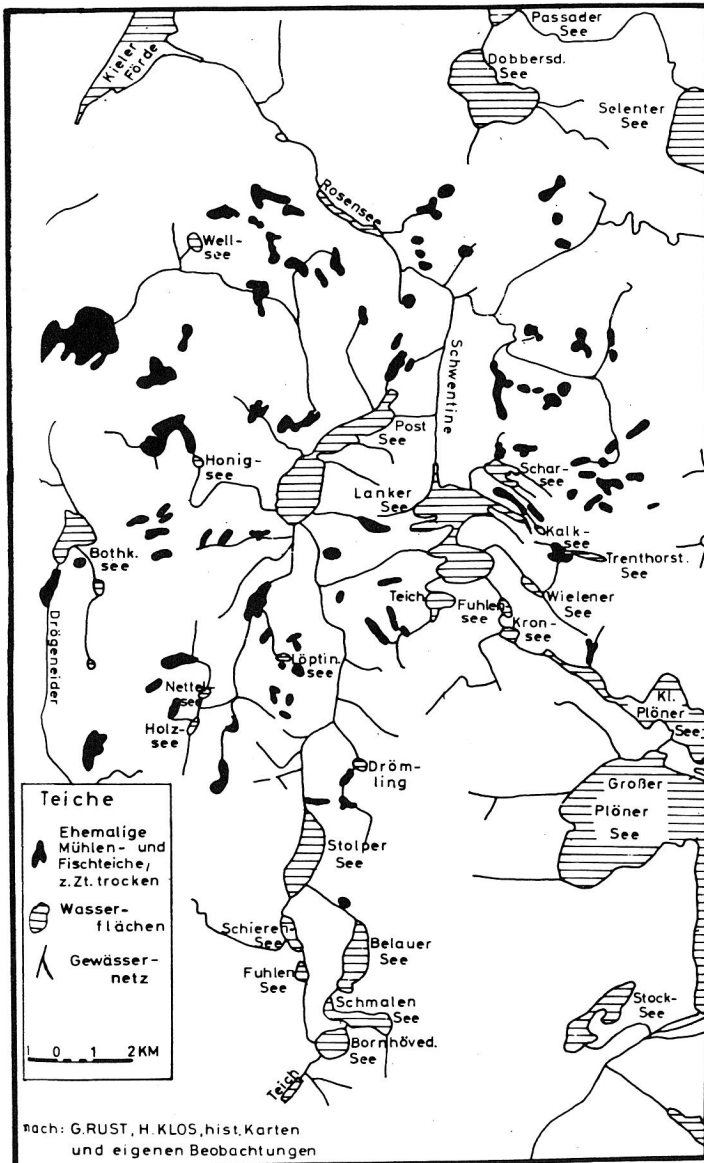 Passader
See
Kieler
Förde
Dobbersd.
See
Selenter
See
Rosensee
Well-
see
Schwentine
Post
See
Honig-
see
Schar-
see
Lanker
See
Kalk-
see
Bothk.
see
Trenthorst.
See
Teich
Fuhlen-
see
Wielener
See
Kron-
see
Drögeneider
Löptin.
see
Nettel-
see
Holz-
see
Kl.
Plöner
See
Dröm-
ling
Großer
Plöner
See
Stolper
See
Schieren-
See
Belauer
See
Fuhlen
See
Schmalen
See
Stock-
See
Bornhöved.
See
Teich
Teiche
Ehemalige
Mühlen- und
Fischteiche,
z.Zt. trocken
Wasser-
flächen
Gewässer-
netz
1 0 1 2 KM
nach: G.RUST, H.KLOS, hist. Karten
und eigenen Beobachtungen